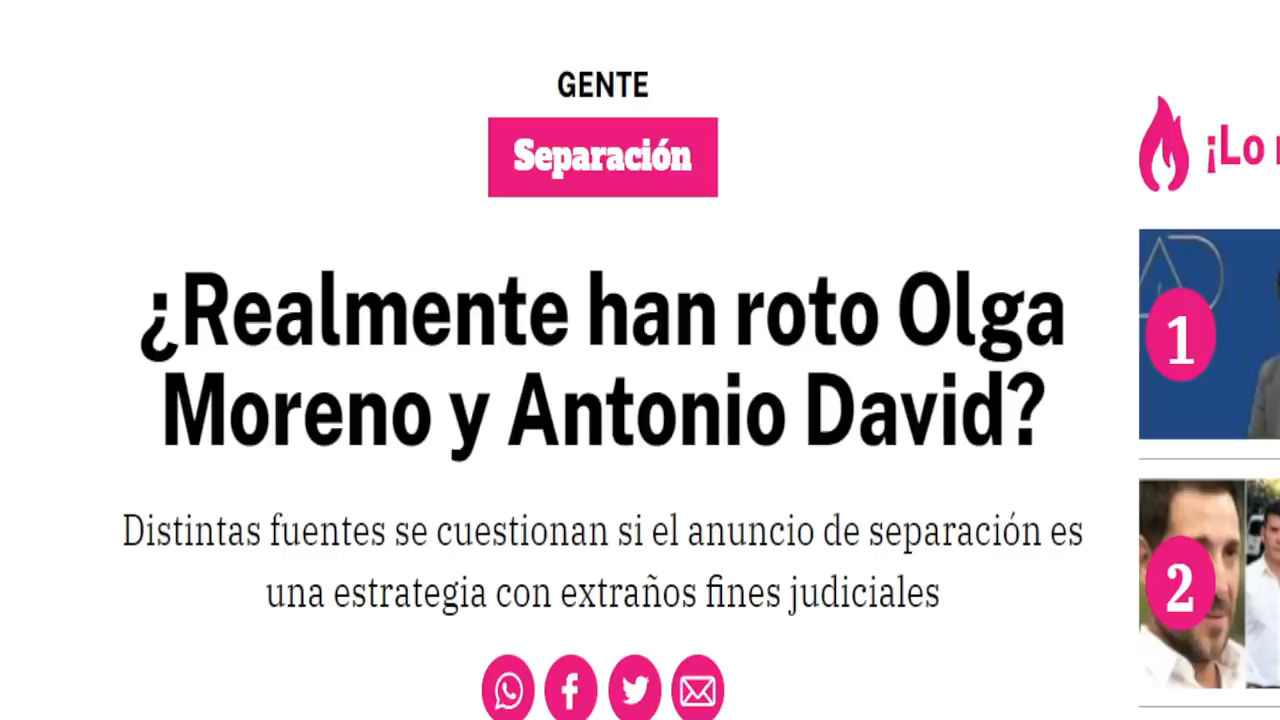 GENTE
Separación
¿Realmente han roto Olga
Moreno y Antonio David?
Distintas fuentes se cuestionan si el anuncio de separación es
una estrategia con extraños fines judiciales
¡Lo
1
2